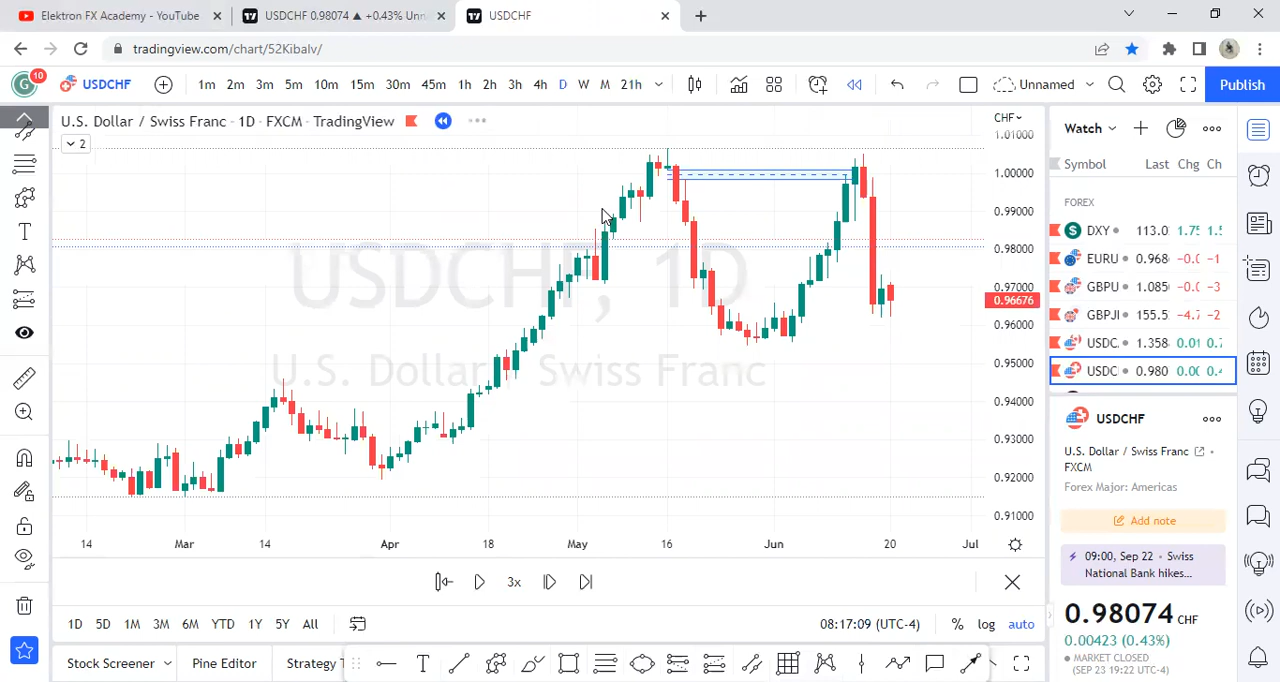 Elektron FX Academy - YouTube
USDCHF 0.98074 ▲ +0.43% Unn
USDCHF
tradingview.com/chart/52Kibalv/
G 10 USDCHF 1m 2m 3m 5m 10m 15m 30m 45m 1h 2h 3h 4h D W M 21h Unnamed Publish
U.S. Dollar / Swiss Franc · 1D · FXCM · TradingView
2
CHF
1.01000
1.00000
0.99000
0.98000
0.97000
0.96676
0.96000
0.95000
0.94000
0.93000
0.92000
0.91000
USDCHF, 1D
U.S. Dollar / Swiss Franc
14 Mar 14 Apr 18 May 16 Jun 20 Jul
3x
1D 5D 1M 3M 6M YTD 1Y 5Y All 08:17:09 (UTC-4) % log auto
Stock Screener Pine Editor Strategy T
Watch
Symbol Last Chg Ch
FOREX
DXY 113.0 1.75 1.5
EURU 0.968 -0.0 -1
GBPU 1.085 -0.0 -3
GBPJI 155.5 -4.7 -2
USDC 1.358 0.01 0.7
USDC 0.980 0.00 0.4
USDCHF
U.S. Dollar / Swiss Franc
FXCM
Forex Major: Americas
Add note
09:00, Sep 22 · Swiss
National Bank hikes...
0.98074 CHF
0.00423 (0.43%)
MARKET CLOSED
(SEP 23 19:22 UTC-4)